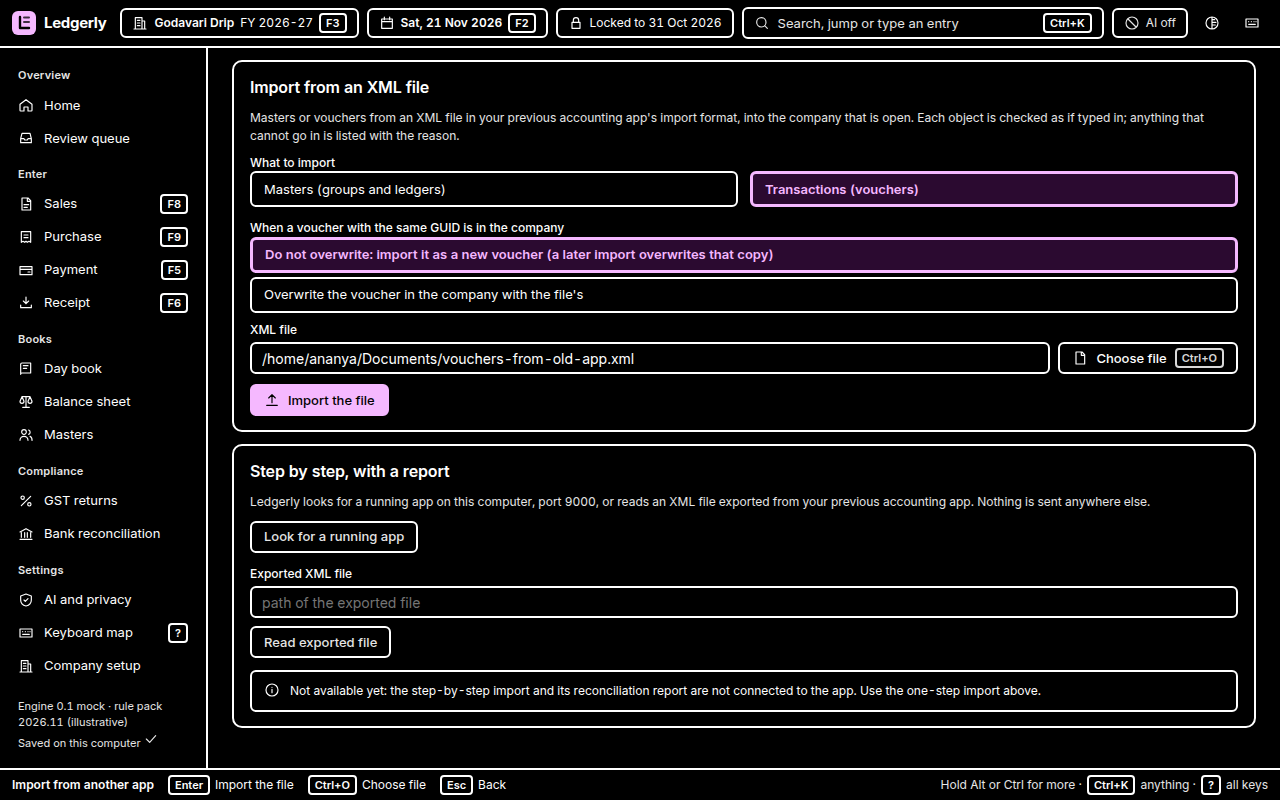 Ledgerly
Godavari Drip FY 2026-27 F3
Sat, 21 Nov 2026 F2
Locked to 31 Oct 2026
Search, jump or type an entry Ctrl+K
AI off
Overview
Home
Review queue
Enter
Sales F8
Purchase F9
Payment F5
Receipt F6
Books
Day book
Balance sheet
Masters
Compliance
GST returns
Bank reconciliation
Settings
AI and privacy
Keyboard map ?
Company setup
Engine 0.1 mock · rule pack
2026.11 (illustrative)
Saved on this computer
Import from an XML file
Masters or vouchers from an XML file in your previous accounting app's import format, into the company that is open. Each object is checked as if typed in; anything that
cannot go in is listed with the reason.
What to import
Masters (groups and ledgers)
Transactions (vouchers)
When a voucher with the same GUID is in the company
Do not overwrite: import it as a new voucher (a later import overwrites that copy)
Overwrite the voucher in the company with the file's
XML file
/home/ananya/Documents/vouchers-from-old-app.xml
Choose file Ctrl+O
Import the file
Step by step, with a report
Ledgerly looks for a running app on this computer, port 9000, or reads an XML file exported from your previous accounting app. Nothing is sent anywhere else.
Look for a running app
Exported XML file
path of the exported file
Read exported file
Not available yet: the step-by-step import and its reconciliation report are not connected to the app. Use the one-step import above.
Import from another app Enter Import the file Ctrl+O Choose file Esc Back
Hold Alt or Ctrl for more · Ctrl+K anything · ? all keys